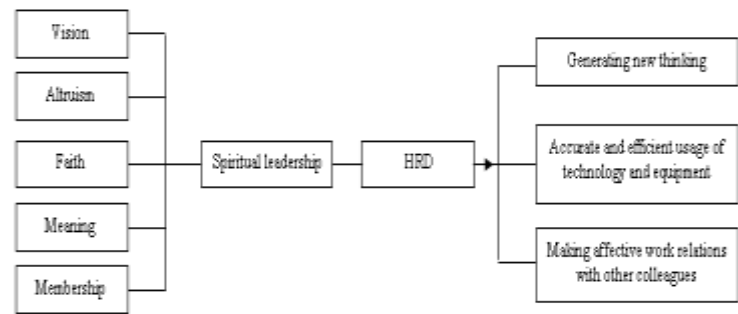 Vision
Altruism
Faith
Meaning
Membership
Spiritual leadership
HRD
Generating new thinking
Accurate and efficient usage of
technology and equipment
Making affective work relations
with other colleagues